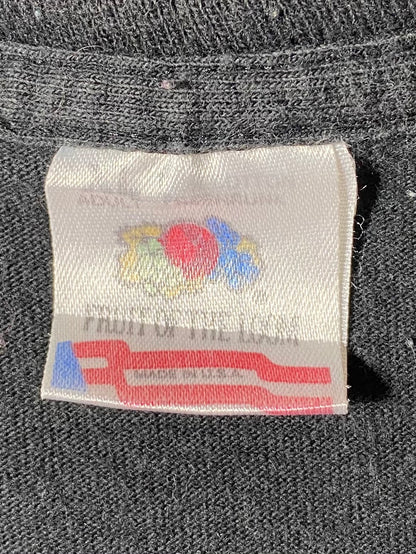 ®
FRUIT OF THE LOOM
MADE IN U.S.A.